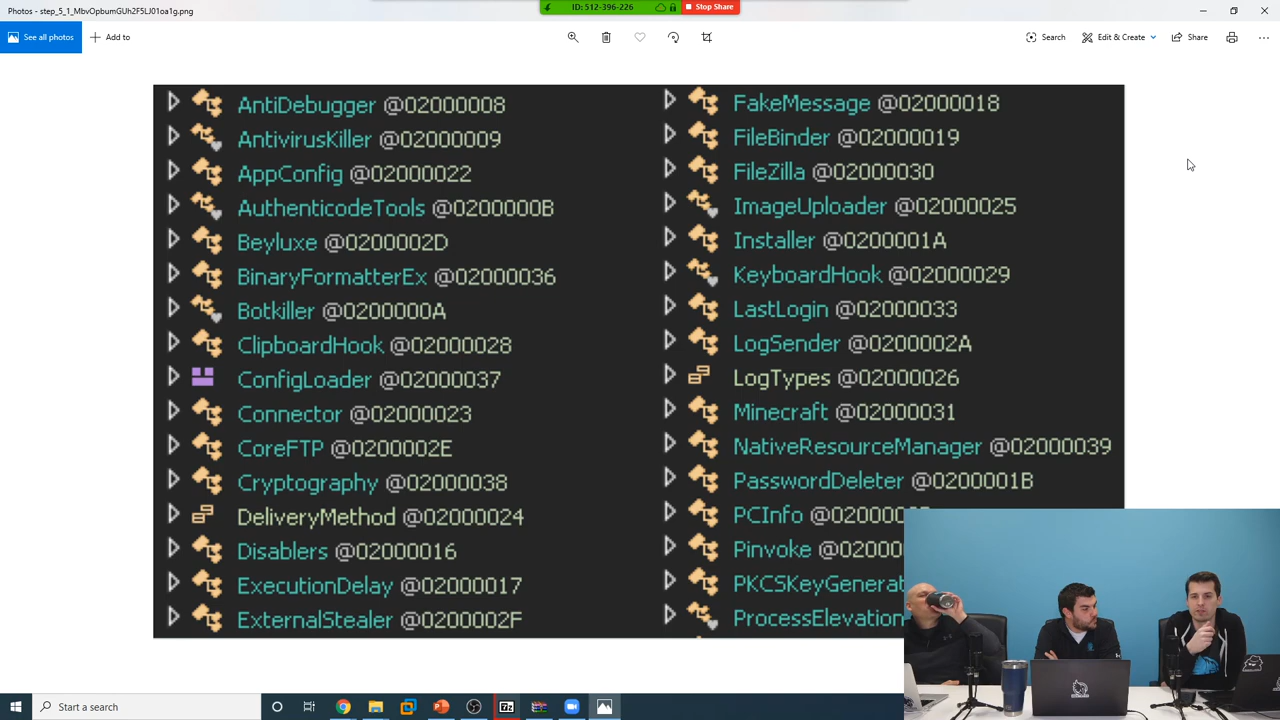 Photos - step_5_1_MbvOpbumGUh2F5LJ01oa1g.png
ID: 512-396-226
Stop Share
See all photos
Add to
Search
Edit & Create
Share
AntiDebugger @02000008
AntivirusKiller @02000009
AppConfig @02000022
AuthenticodeTools @0200000B
Beyluxe @0200002D
BinaryFormatterEx @02000036
Botkiller @0200000A
ClipboardHook @02000028
ConfigLoader @02000037
Connector @02000023
CoreFTP @0200002E
Cryptography @02000038
DeliveryMethod @02000024
Disablers @02000016
ExecutionDelay @02000017
ExternalStealer @0200002F
FakeMessage @02000018
FileBinder @02000019
FileZilla @02000030
ImageUploader @02000025
Installer @0200001A
KeyboardHook @02000029
LastLogin @02000033
LogSender @0200002A
LogTypes @02000026
Minecraft @02000031
NativeResourceManager @02000039
PasswordDeleter @0200001B
PCInfo @02000
Pinvoke @02000
PKCSKeyGenerat
ProcessElevation
Start a search